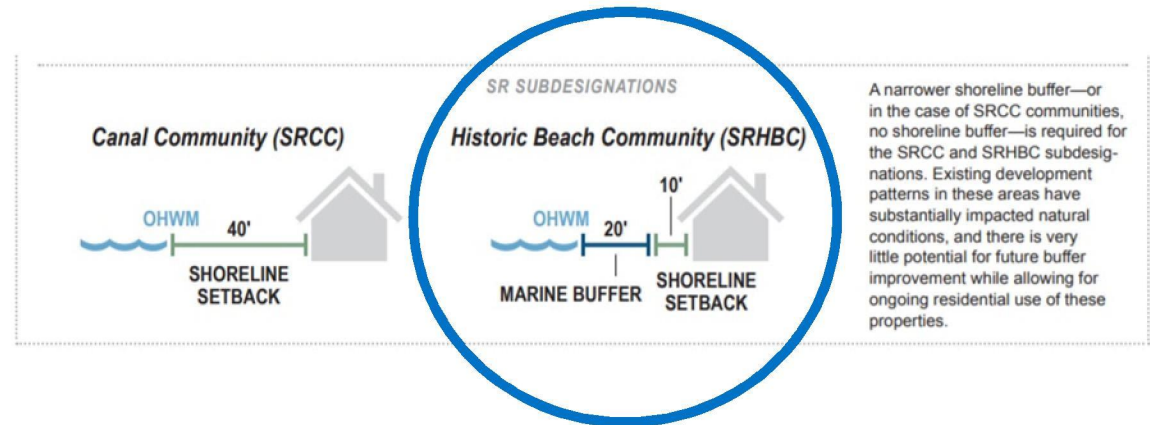 SR SUBDESIGNATIONS
Canal Community (SRCC)
OHWM
40'
SHORELINE
SETBACK
Historic Beach Community (SRHBC)
10'
OHWM
20'
MARINE BUFFER
SHORELINE
SETBACK
A narrower shoreline buffer—or
in the case of SRCC communities,
no shoreline buffer—is required for
the SRCC and SRHBC subdesig-
nations. Existing development
patterns in these areas have
substantially impacted natural
conditions, and there is very
little potential for future buffer
improvement while allowing for
ongoing residential use of these
properties.